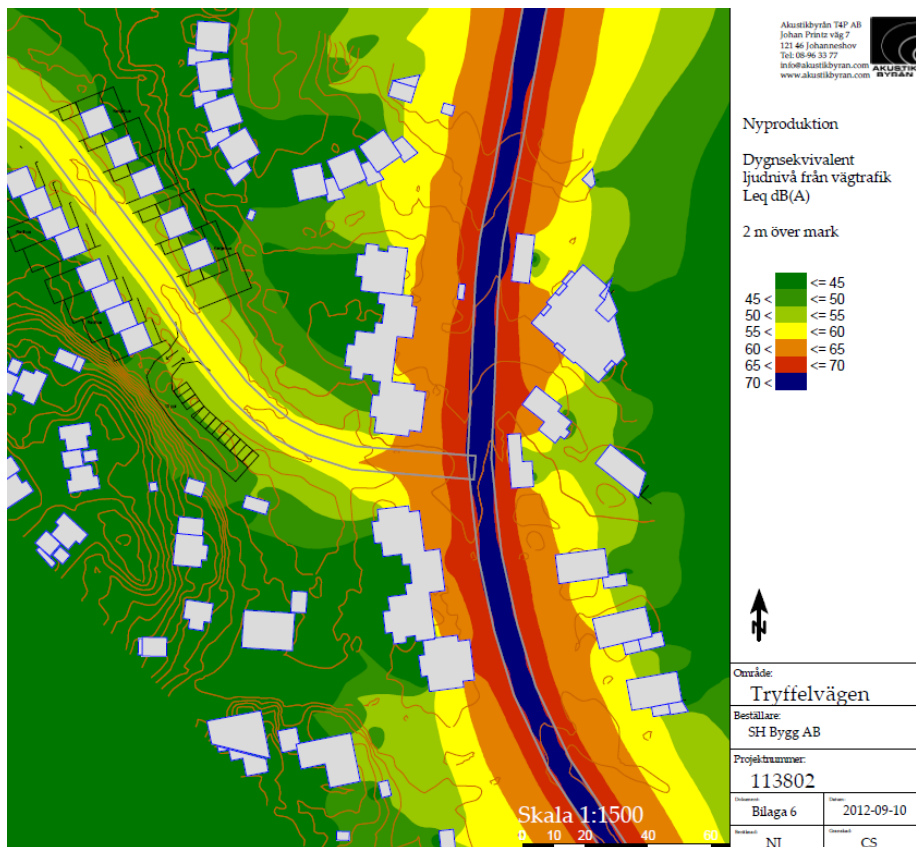 Akustikbyrån T4P AB
Johan Printz väg 7
121 46 Johanneshov
Tel: 08-96 33 77
info@akustikbyran.com
www.akustikbyran.com
AKUSTIK
BYRÅN
Nyproduktion
Dygnsekvivalent
ljudnivå från vägtrafik
Leq dB(A)
2 m över mark
<= 45
45 < <= 50
50 < <= 55
55 < <= 60
60 < <= 65
65 < <= 70
70 <
N
Område:
Tryffelvägen
Beställare:
SH Bygg AB
Projektnummer:
113802
Dokument:
Bilaga 6
Datum:
2012-09-10
NJ
CS
Skala 1:1500
0 10 20 40 60